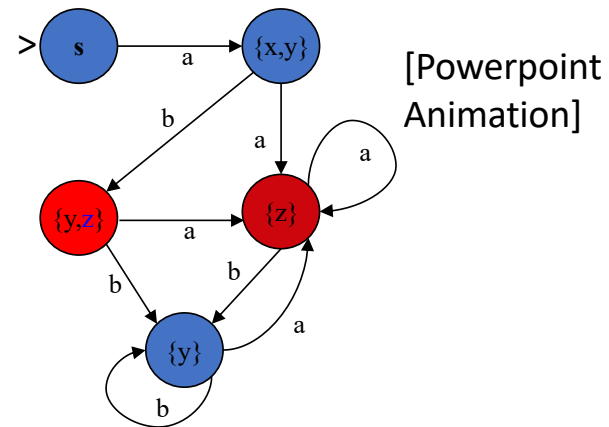 > s
a
{x,y}
[Powerpoint
Animation]
b
a
a
{y,z}
a
{z}
b
b
a
{y}
b